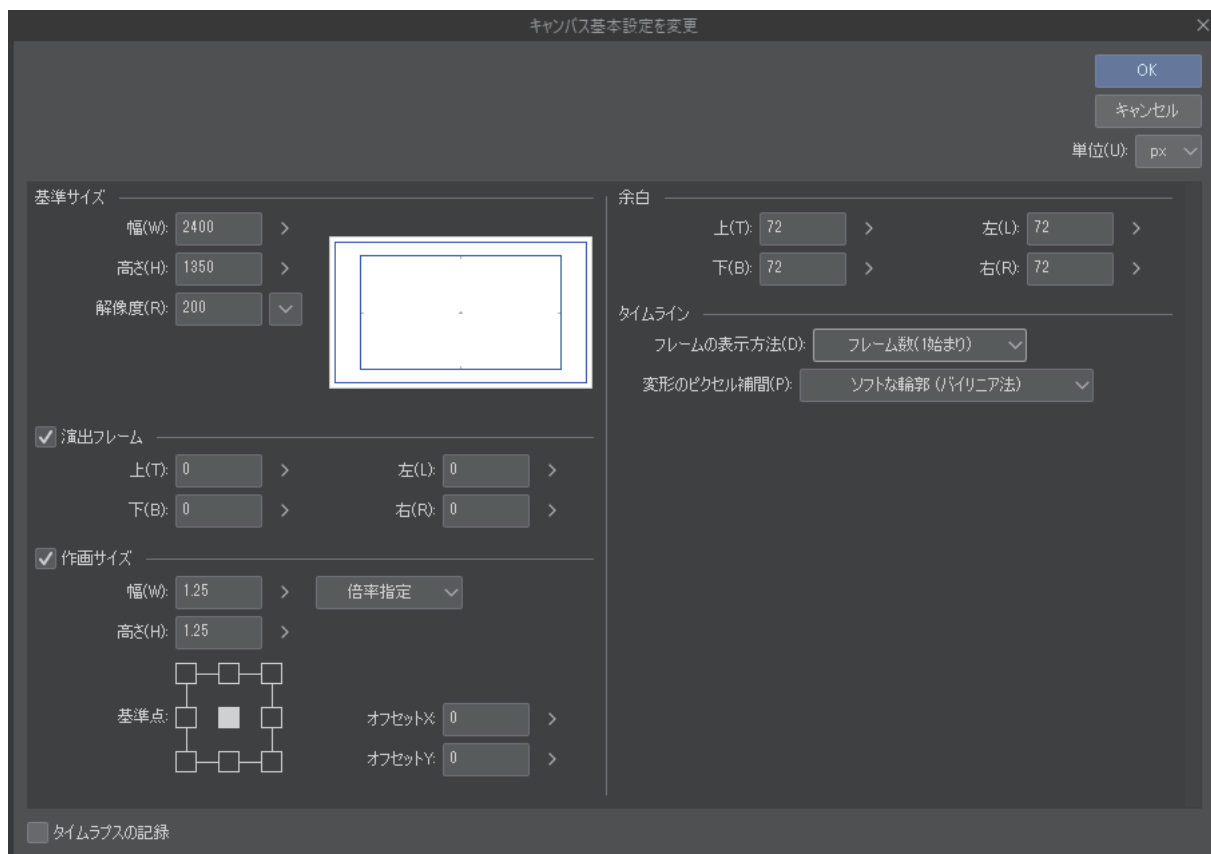 キャンバス基本設定を変更
OK
キャンセル
単位(U): px
基準サイズ
幅(W): 2400
高さ(H): 1350
解像度(R): 200
演出フレーム
上(T): 0 左(L): 0
下(B): 0 右(R): 0
作画サイズ
幅(W): 1.25 倍率指定
高さ(H): 1.25
基準点:
オフセットX: 0
オフセットY: 0
余白
上(T): 72 左(L): 72
下(B): 72 右(R): 72
タイムライン
フレームの表示方法(D): フレーム数(1始まり)
変形のピクセル補間(P): ソフトな輪郭 (バイリニア法)
タイムラプスの記録